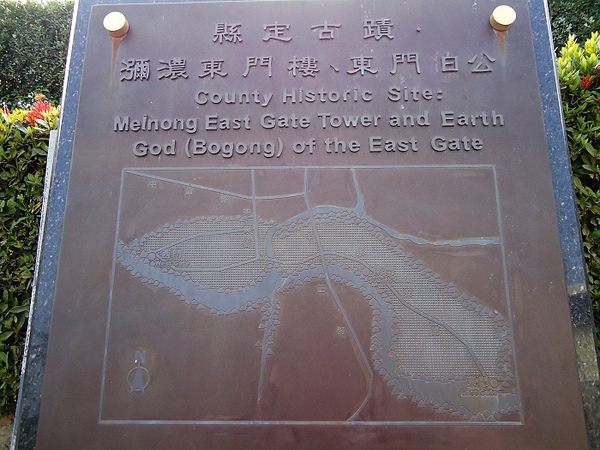 縣定古蹟．
瀰濃東門樓、東門伯公
County Historic Site:
Meinong East Gate Tower and Earth
God (Bogong) of the East Gate
N